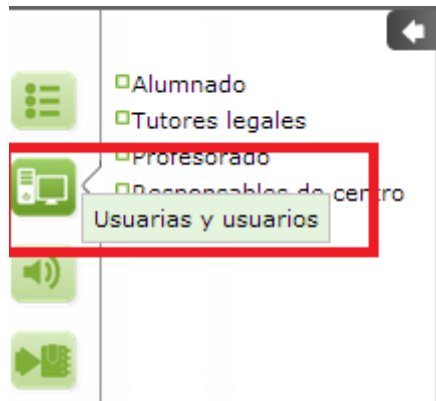 Alumnado
Tutores legales
Profesorado
Responsables de centro
Usuarias y usuarios